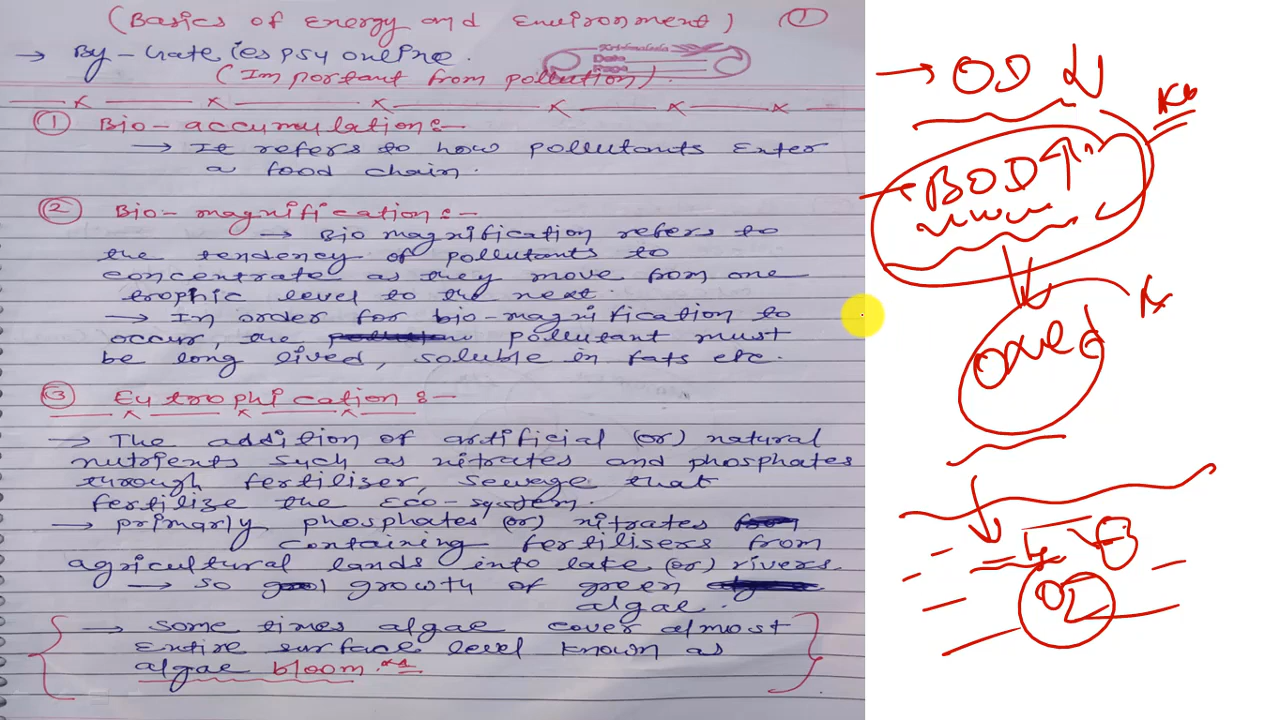 (Basics of Energy and Environment) ①
→ By - Gate ies psy online.
Krishnaleela
Date
Page
(Important from pollution).
① Bio-accumulation :-
→ It refers to how pollutants Enter
a food chain.
② Bio-magnification :-
→ Bio magnification refers to
the tendency of pollutants to
concentrate as they move from one
trophic level to the next.
→ In order for bio-magnification to
occur, the pollutant must
be long lived, soluble in fats etc.
③ Eutrophication :-
→ The addition of artificial (or) natural
nutrients such as nitrates and phosphates
through fertiliser, sewage that
fertilize the Eco-system.
→ primarly phosphates (or) nitrates
containing fertilisers from
agricultural lands into late (or) rivers.
→ so growth of green
algae.
→ some times algae cover almost
entire surface level known as
algae bloom.
→ OD
BOD↑
O2